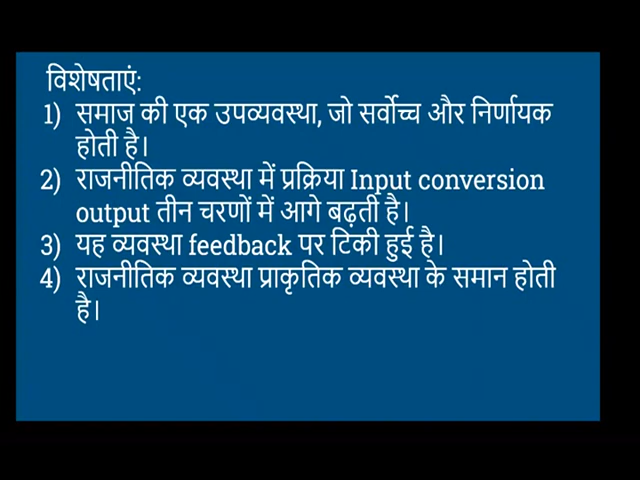 विशेषताएं:
1) समाज की एक उपव्यवस्था, जो सर्वोच्च और निर्णायक
होती है।
2) राजनीतिक व्यवस्था में प्रक्रिया Input conversion
output तीन चरणों में आगे बढ़ती है।
3) यह व्यवस्था feedback पर टिकी हुई है।
4) राजनीतिक व्यवस्था प्राकृतिक व्यवस्था के समान होती
है।